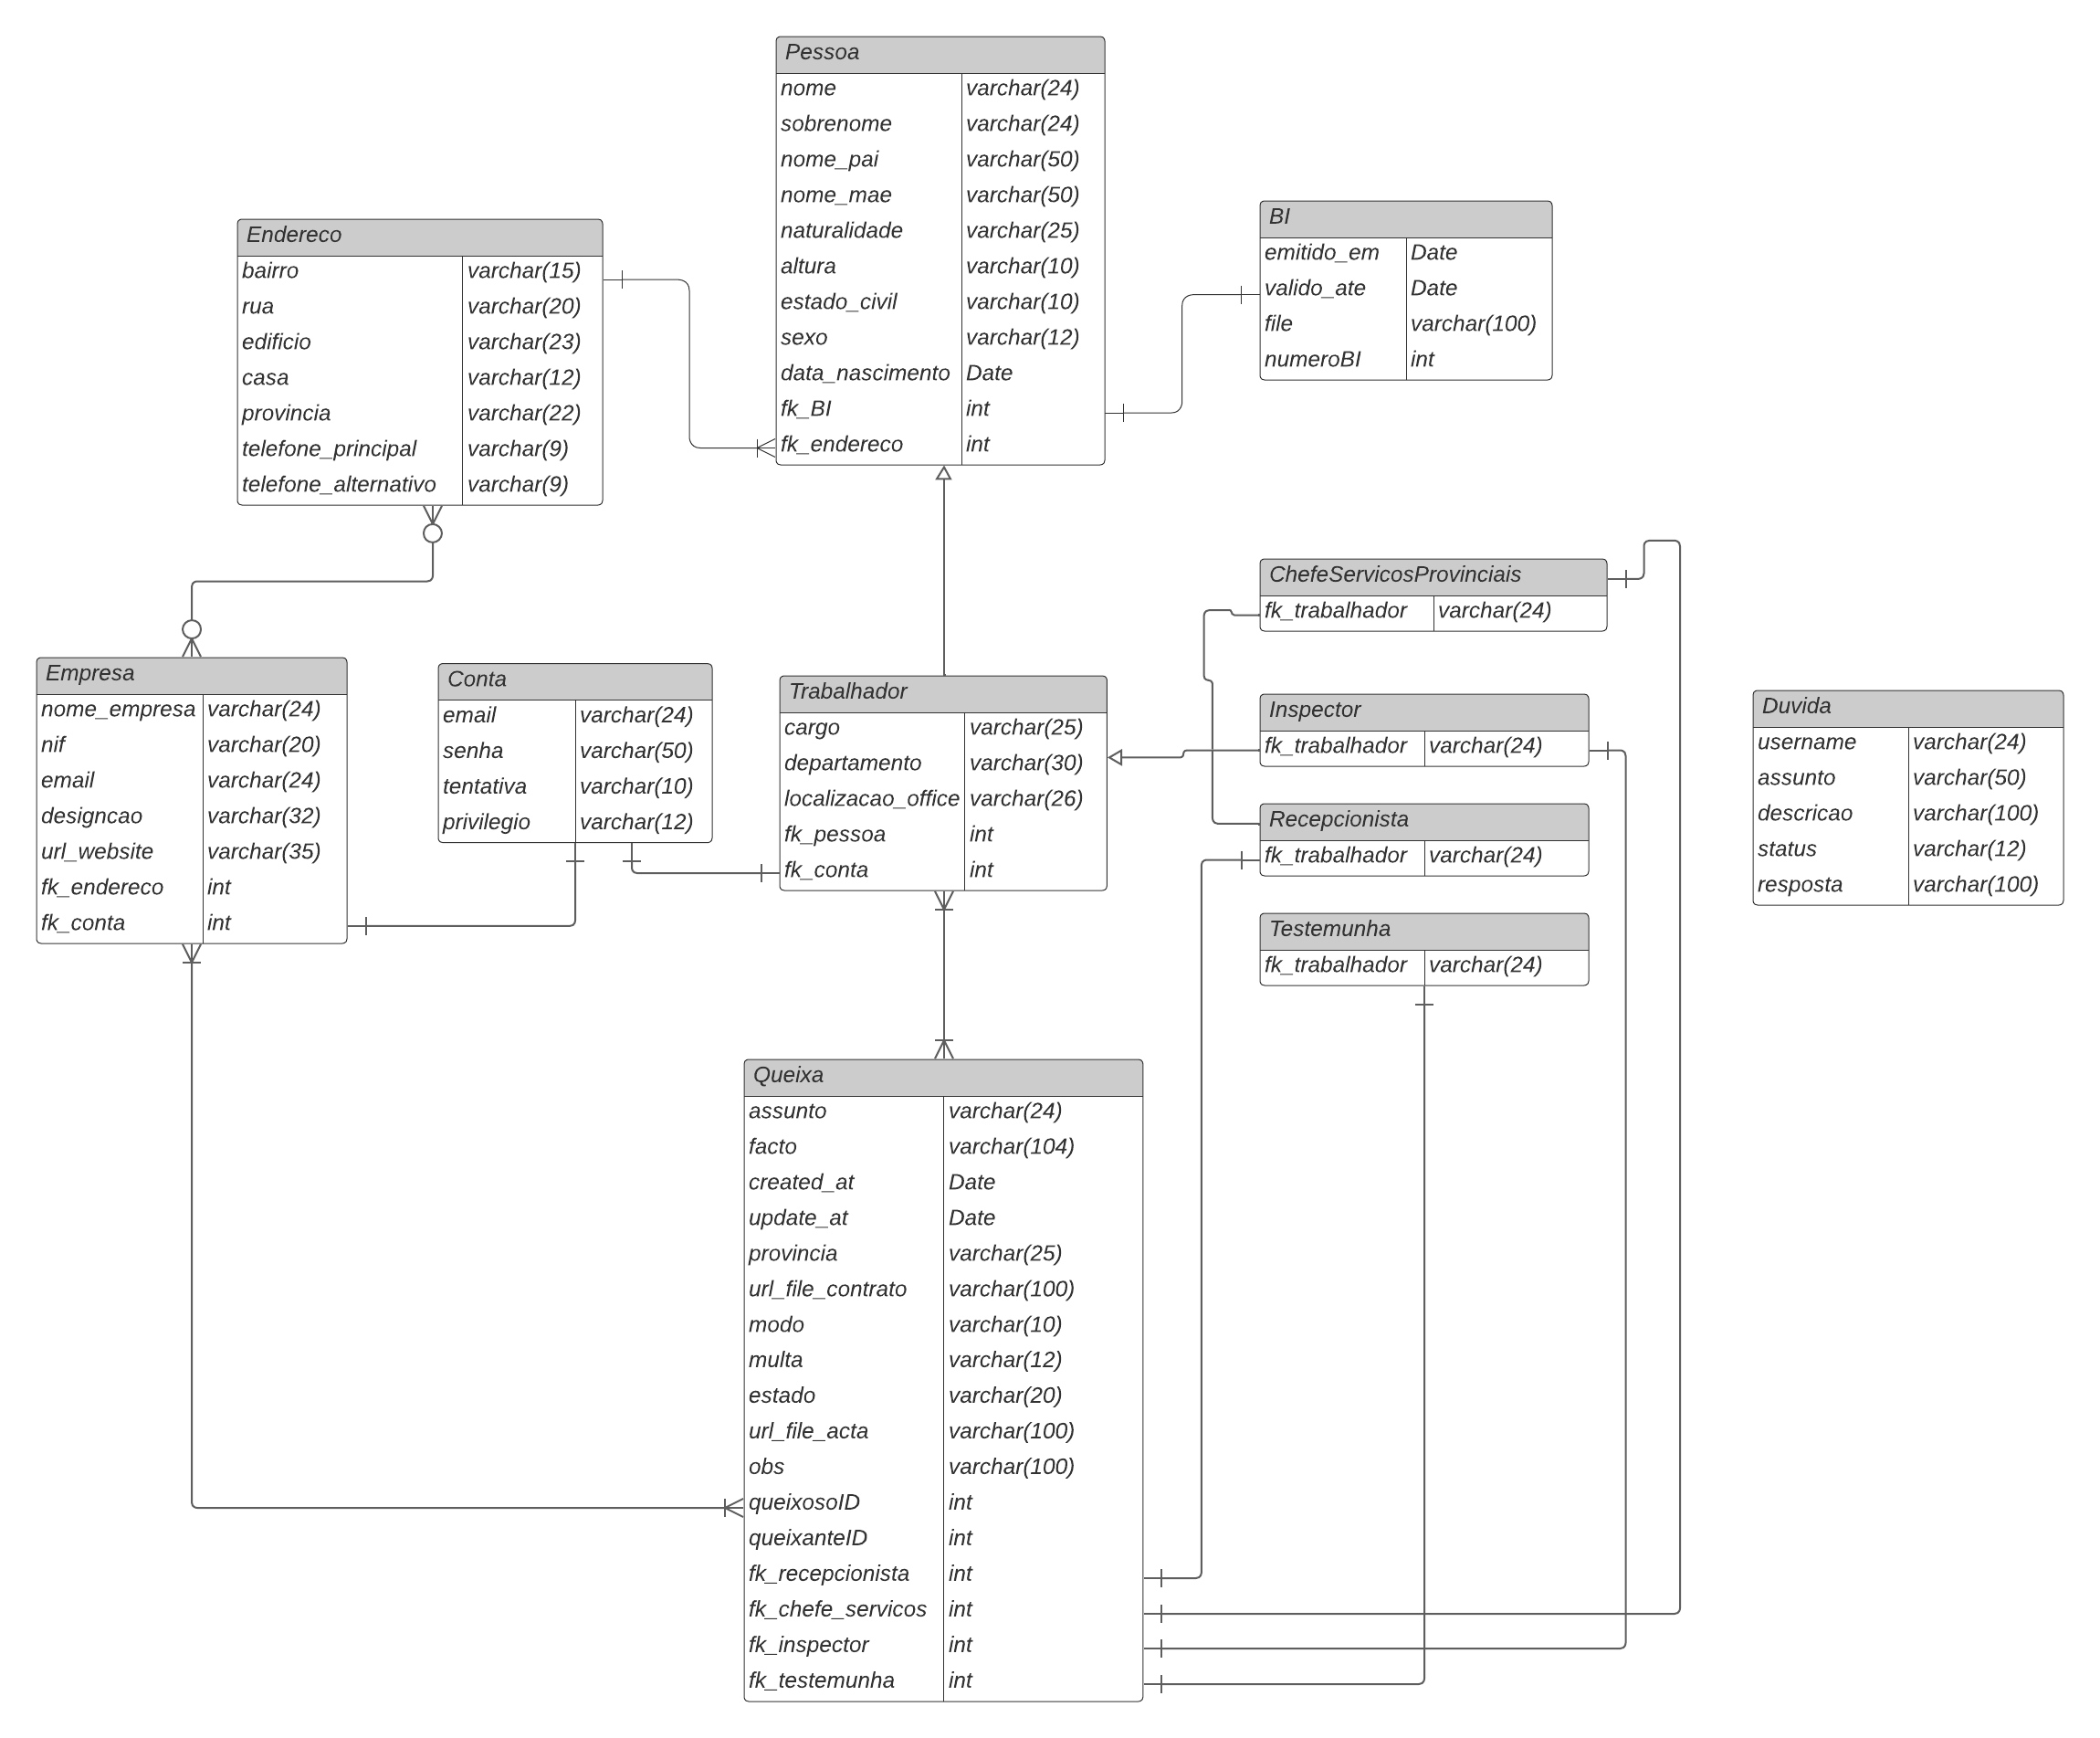 Pessoa
nome varchar(24)
sobrenome varchar(24)
nome_pai varchar(50)
nome_mae varchar(50)
naturalidade varchar(25)
altura varchar(10)
estado_civil varchar(10)
sexo varchar(12)
data_nascimento Date
fk_BI int
fk_endereco int
Endereco
bairro varchar(15)
rua varchar(20)
edificio varchar(23)
casa varchar(12)
provincia varchar(22)
telefone_principal varchar(9)
telefone_alternativo varchar(9)
BI
emitido_em Date
valido_ate Date
file varchar(100)
numeroBI int
Empresa
nome_empresa varchar(24)
nif varchar(20)
email varchar(24)
designcao varchar(32)
url_website varchar(35)
fk_endereco int
fk_conta int
Conta
email varchar(24)
senha varchar(50)
tentativa varchar(10)
privilegio varchar(12)
Trabalhador
cargo varchar(25)
departamento varchar(30)
localizacao_office varchar(26)
fk_pessoa int
fk_conta int
ChefeServicosProvinciais
fk_trabalhador varchar(24)
Inspector
fk_trabalhador varchar(24)
Recepcionista
fk_trabalhador varchar(24)
Testemunha
fk_trabalhador varchar(24)
Duvida
username varchar(24)
assunto varchar(50)
descricao varchar(100)
status varchar(12)
resposta varchar(100)
Queixa
assunto varchar(24)
facto varchar(104)
created_at Date
update_at Date
provincia varchar(25)
url_file_contrato varchar(100)
modo varchar(10)
multa varchar(12)
estado varchar(20)
url_file_acta varchar(100)
obs varchar(100)
queixosoID int
queixanteID int
fk_recepcionista int
fk_chefe_servicos int
fk_inspector int
fk_testemunha int